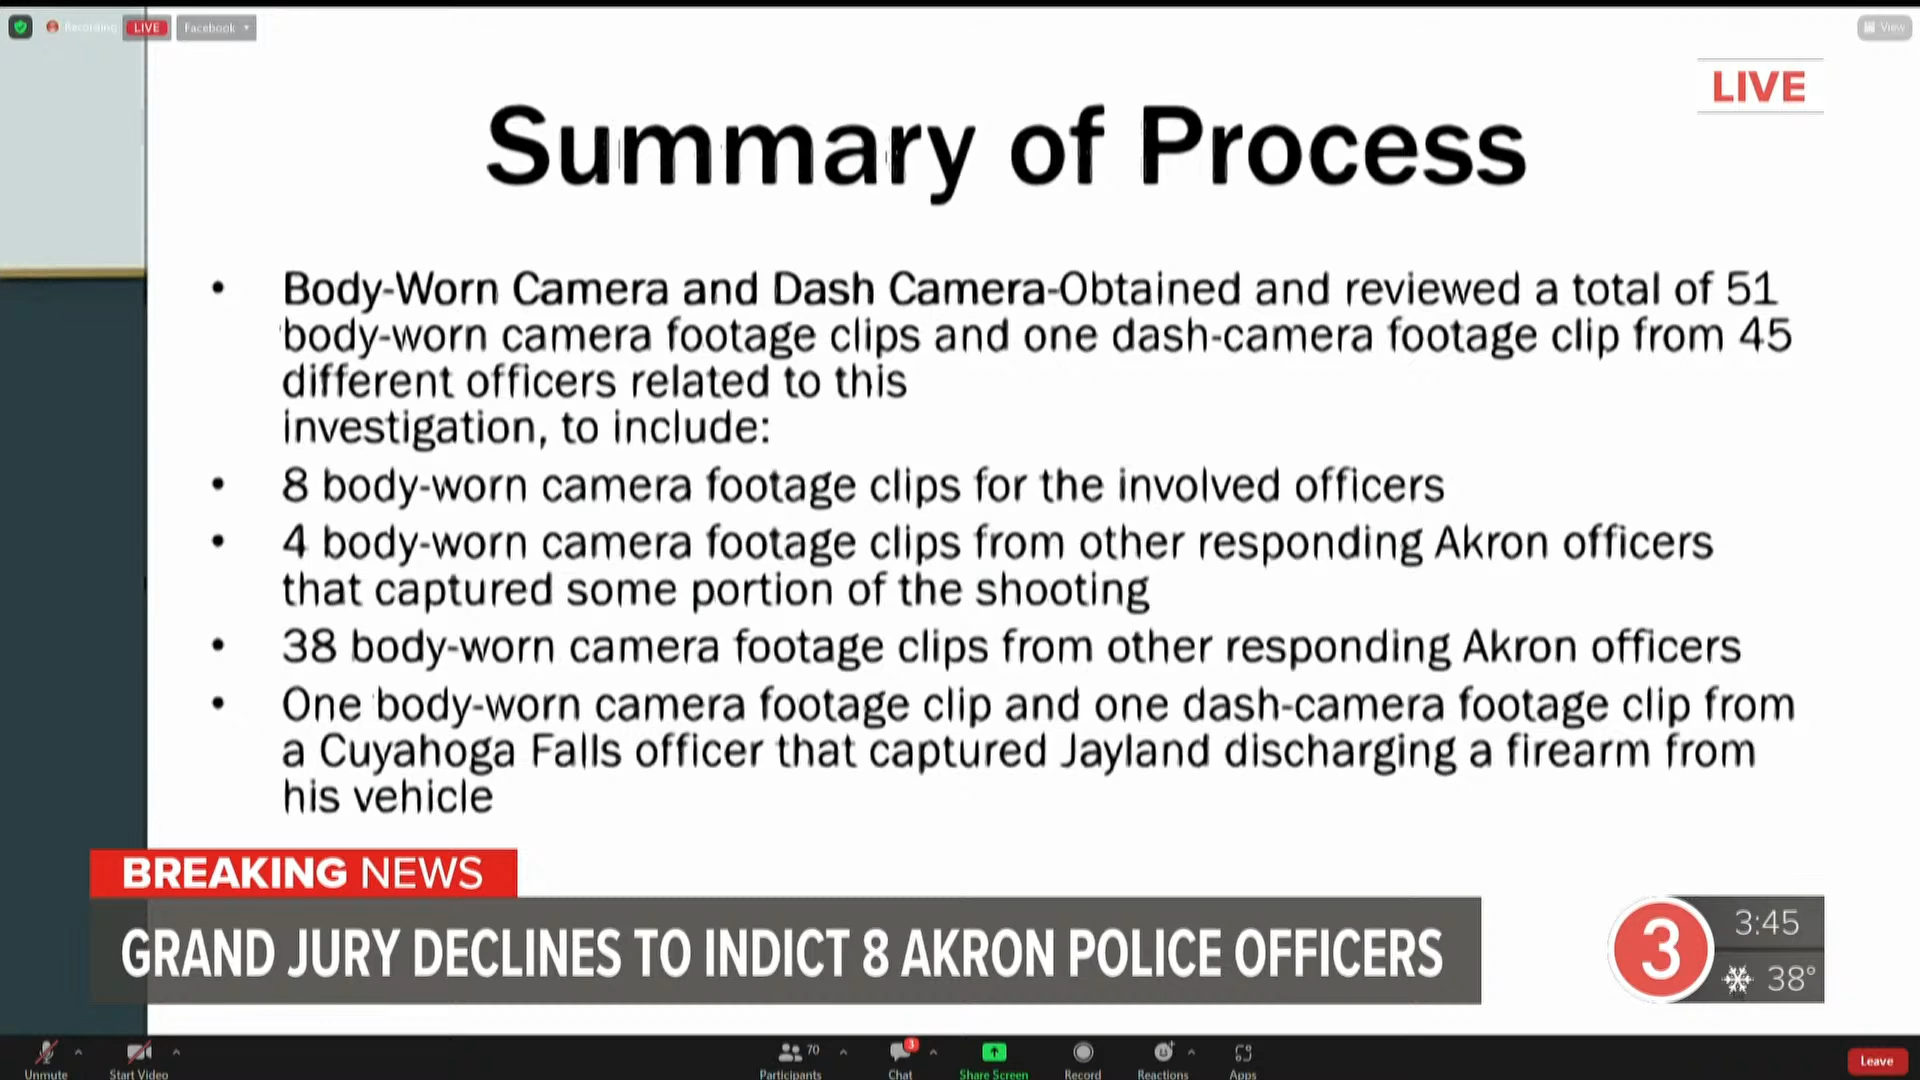 Recording
LIVE
Facebook
View
LIVE
Summary of Process
• Body-Worn Camera and Dash Camera-Obtained and reviewed a total of 51
body-worn camera footage clips and one dash-camera footage clip from 45
different officers related to this
investigation, to include:
• 8 body-worn camera footage clips for the involved officers
• 4 body-worn camera footage clips from other responding Akron officers
that captured some portion of the shooting
• 38 body-worn camera footage clips from other responding Akron officers
• One body-worn camera footage clip and one dash-camera footage clip from
a Cuyahoga Falls officer that captured Jayland discharging a firearm from
his vehicle
BREAKING NEWS
GRAND JURY DECLINES TO INDICT 8 AKRON POLICE OFFICERS
3
3:45
38°
Unmute
Start Video
70
Participants
3
Chat
Share Screen
Record
Reactions
Apps
Leave